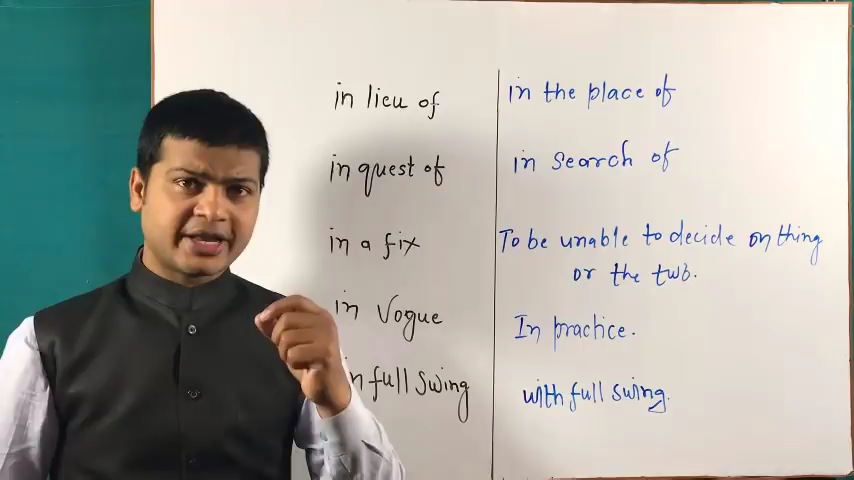 in lieu of in the place of
in quest of in search of
in a fix To be unable to decide on thing
or the two.
in Vogue In practice.
in full swing with full swing.